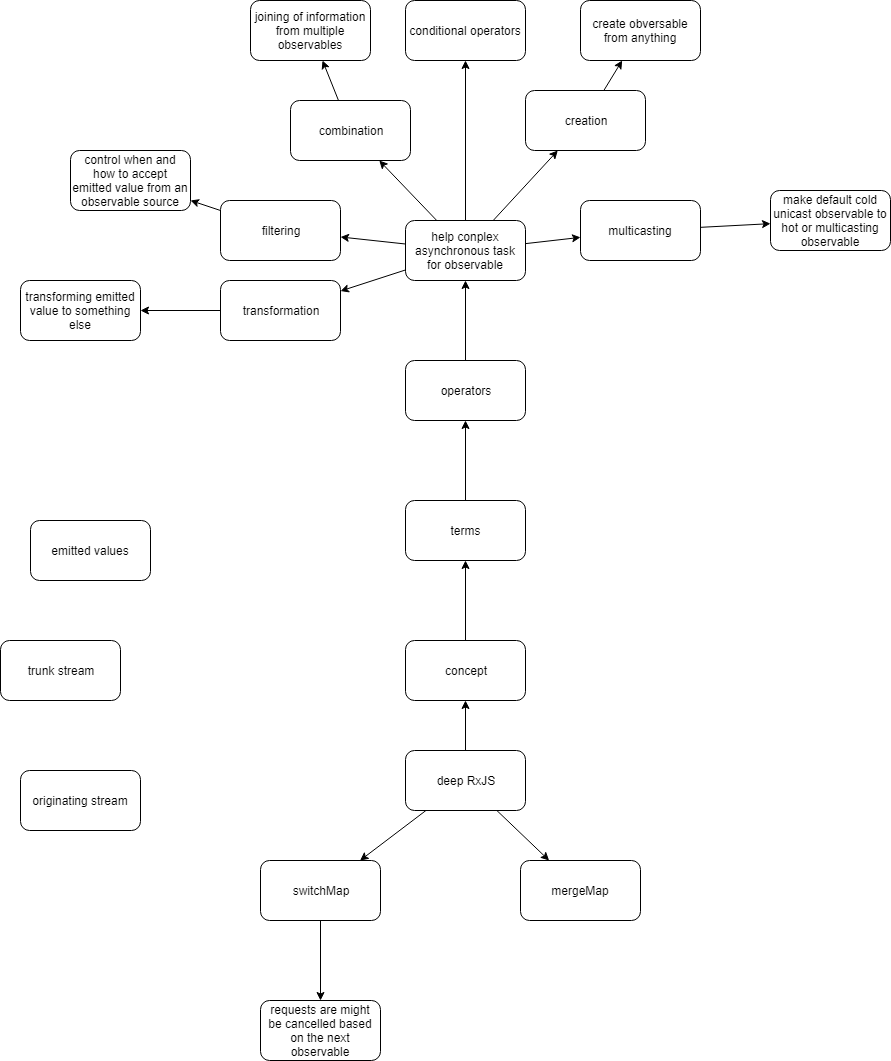 joining of information
from multiple
observables
conditional operators
create obversable
from anything
combination
creation
control when and
how to accept
emitted value from an
observable source
filtering
help conplex
asynchronous task
for observable
multicasting
make default cold
unicast observable to
hot or multicasting
observable
transforming emitted
value to something
else
transformation
operators
terms
emitted values
concept
trunk stream
deep RxJS
originating stream
switchMap
mergeMap
requests are might
be cancelled based
on the next
observable